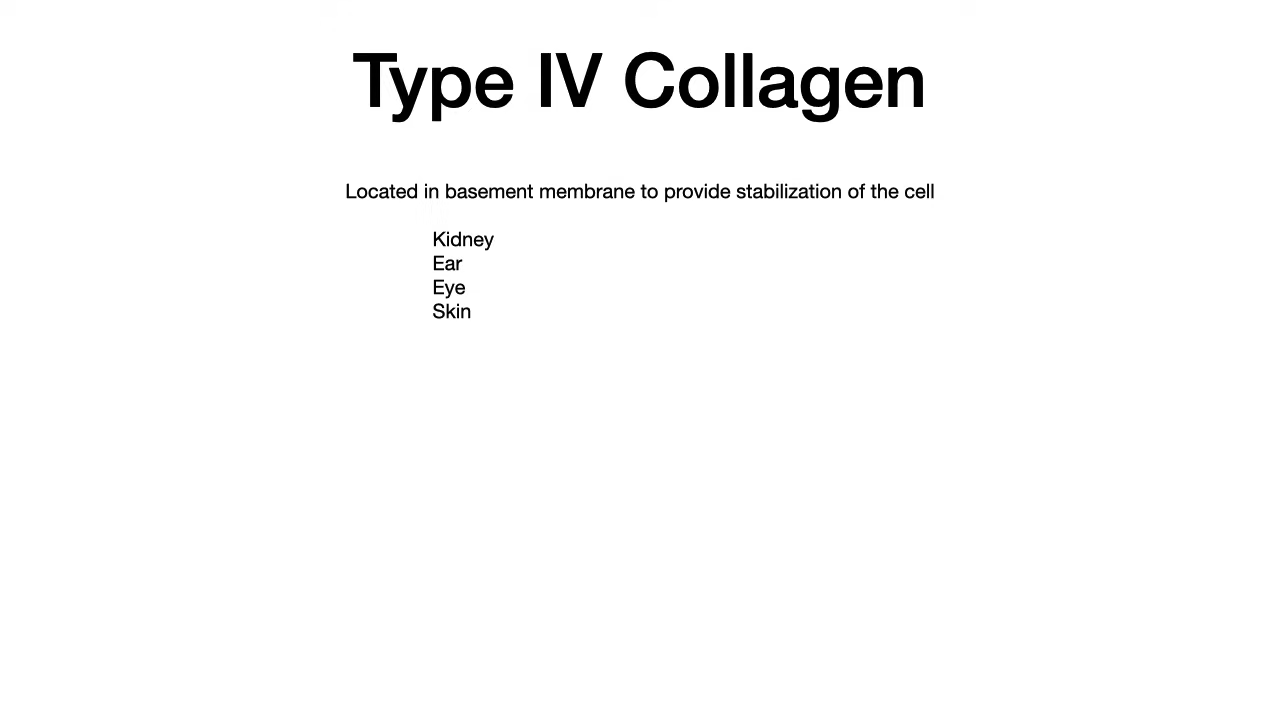 Type IV Collagen
Located in basement membrane to provide stabilization of the cell
Kidney
Ear
Eye
Skin